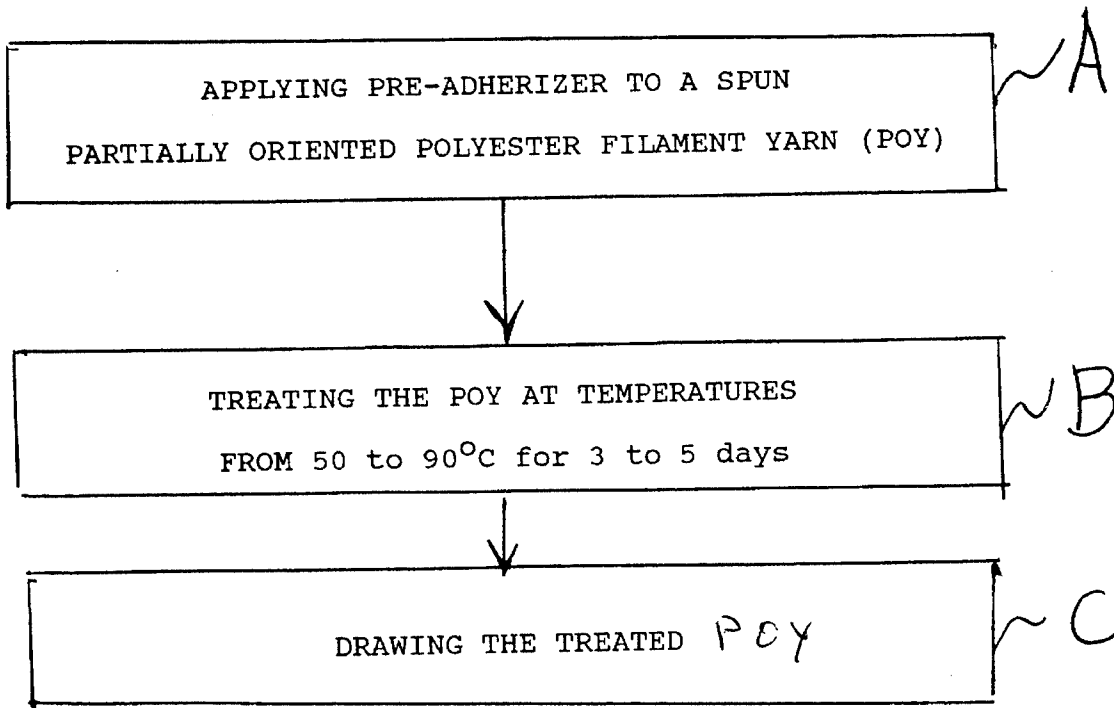 APPLYING PRE-ADHERIZER TO A SPUN
PARTIALLY ORIENTED POLYESTER FILAMENT YARN (POY)
A
TREATING THE POY AT TEMPERATURES
FROM 50 to 90°C for 3 to 5 days
B
DRAWING THE TREATED POY
C